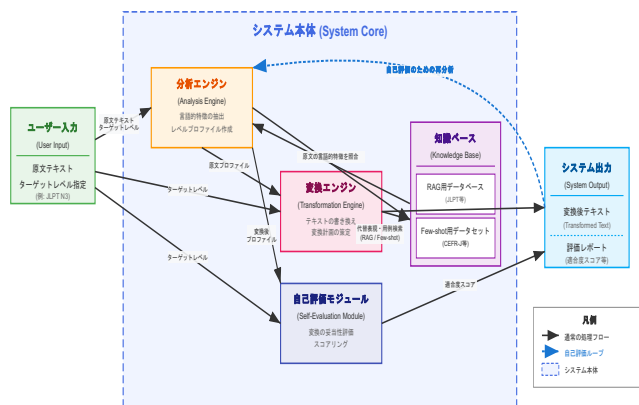 システム本体 (System Core)
自己評価のための再分析
分析エンジン
(Analysis Engine)
言語的特徴の抽出
レベルプロファイル作成
原文テキスト
ターゲットレベル
ユーザー入力
(User Input)
原文テキスト
ターゲットレベル指定
(例: JLPT N3)
知識ベース
(Knowledge Base)
RAG用データベース
(JLPT等)
Few-shot用データセット
(CEFR-J等)
原文の言語的特徴を照合
原文プロファイル
ターゲットレベル
変換エンジン
(Transformation Engine)
テキストの書き換え
変換計画の策定
代替表現・用例検索
(RAG / Few-shot)
変換後
プロファイル
ターゲットレベル
システム出力
(System Output)
変換後テキスト
(Transformed Text)
評価レポート
(適合度スコア等)
自己評価モジュール
(Self-Evaluation Module)
変換の妥当性評価
スコアリング
適合度スコア
凡例
通常の処理フロー
自己評価ループ
システム本体